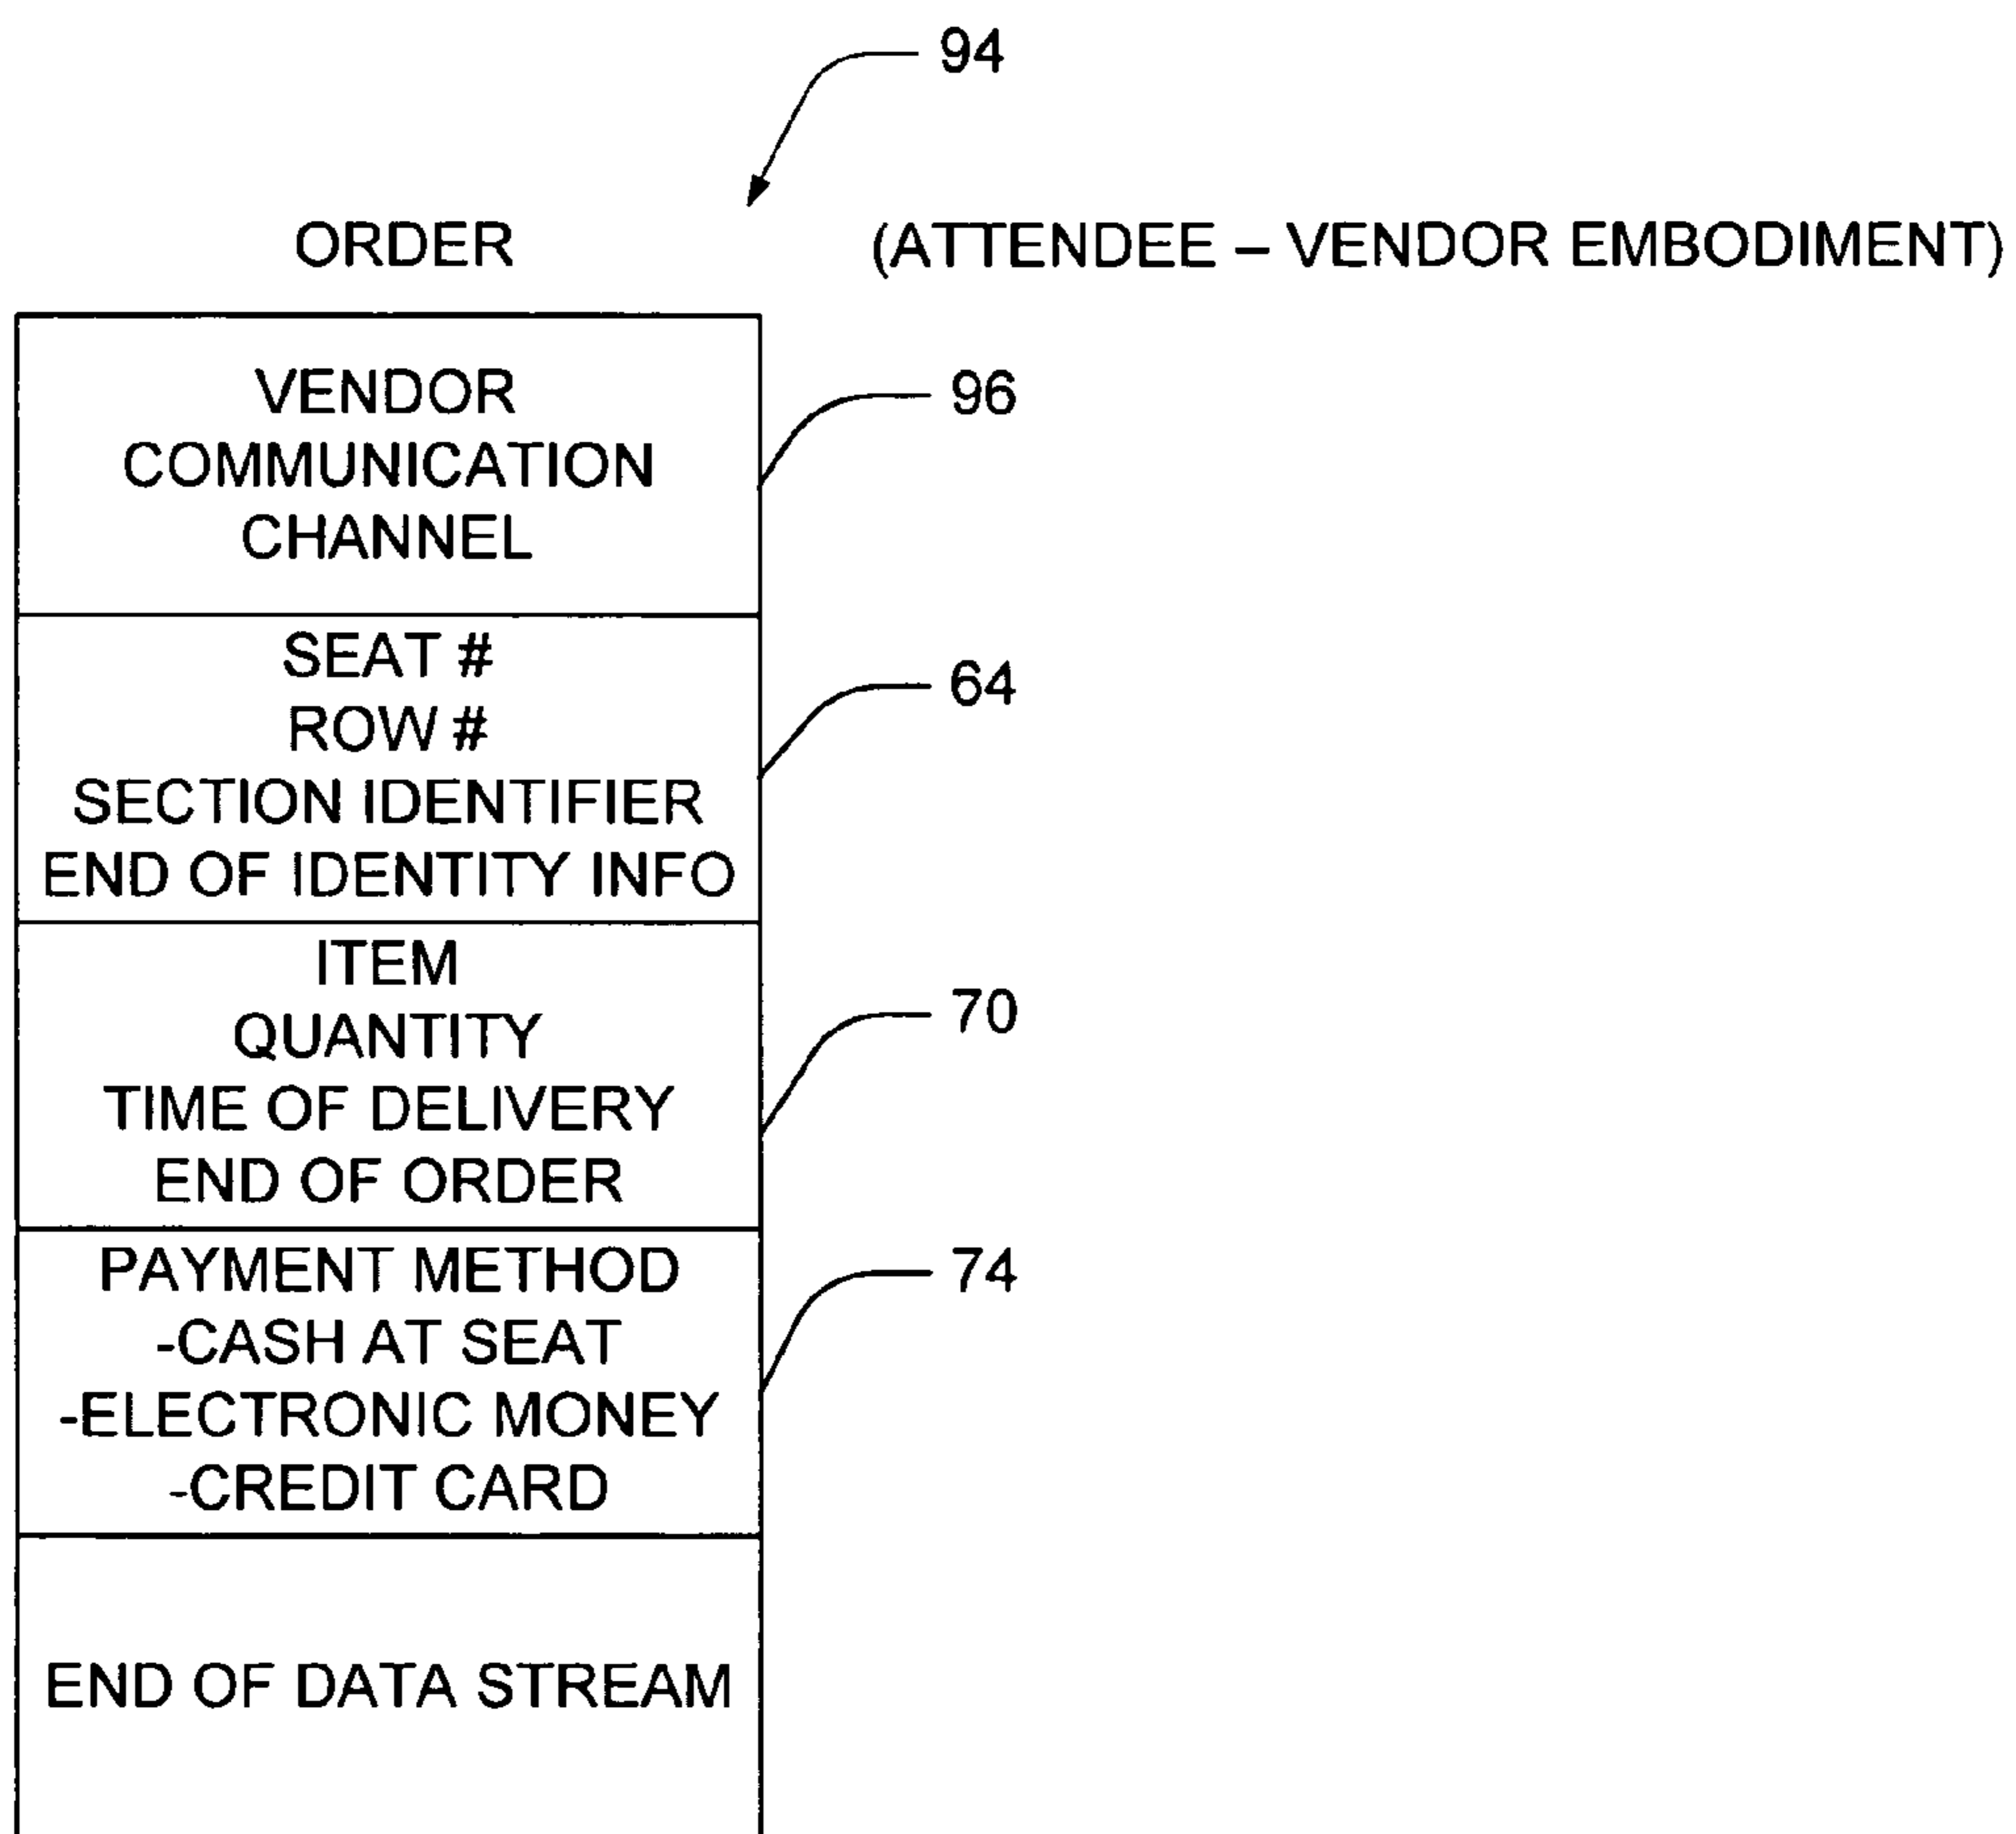 94
ORDER (ATTENDEE – VENDOR EMBODIMENT)
VENDOR
COMMUNICATION
CHANNEL
96
SEAT #
ROW #
SECTION IDENTIFIER
END OF IDENTITY INFO
64
ITEM
QUANTITY
TIME OF DELIVERY
END OF ORDER
70
PAYMENT METHOD
-CASH AT SEAT
-ELECTRONIC MONEY
-CREDIT CARD
74
END OF DATA STREAM